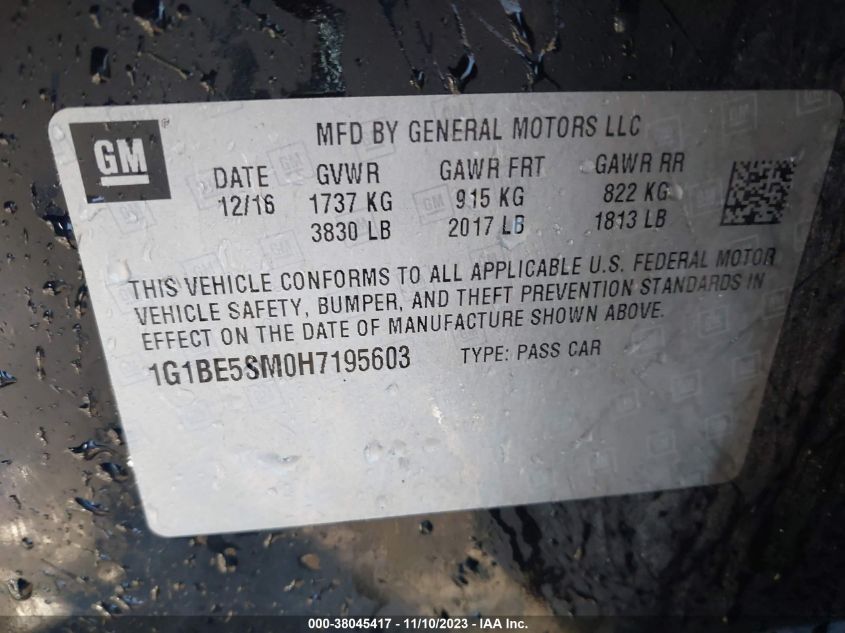 GM
MFD BY GENERAL MOTORS LLC
DATE GVWR GAWR FRT GAWR RR
12/16 1737 KG 915 KG 822 KG
3830 LB 2017 LB 1813 LB
THIS VEHICLE CONFORMS TO ALL APPLICABLE U.S. FEDERAL MOTOR
VEHICLE SAFETY, BUMPER, AND THEFT PREVENTION STANDARDS IN
EFFECT ON THE DATE OF MANUFACTURE SHOWN ABOVE.
1G1BE5SM0H7195603 TYPE: PASS CAR
000-38045417 - 11/10/2023 - IAA Inc.